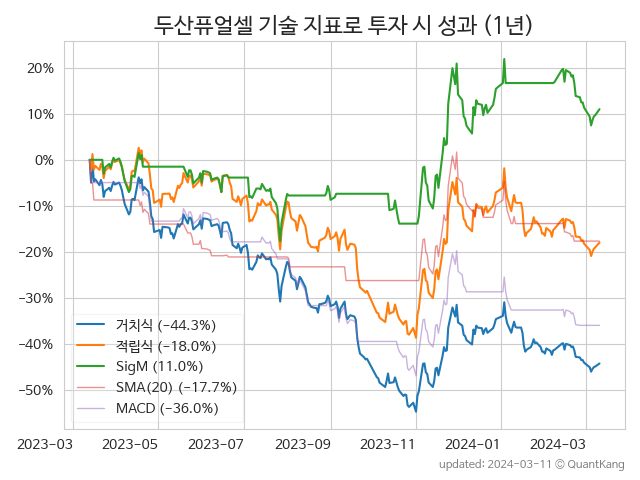 두산퓨얼셀 기술 지표로 투자 시 성과 (1년)
20%
10%
0%
−10%
−20%
−30%
−40%
−50%
거치식 (−44.3%)
적립식 (−18.0%)
SigM (11.0%)
SMA(20) (−17.7%)
MACD (−36.0%)
2023−03 2023−05 2023−07 2023−09 2023−11 2024−01 2024−03
updated: 2024−03−11 © QuantKang